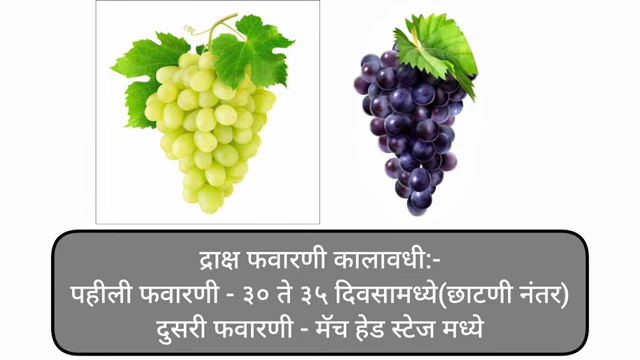 द्राक्ष फवारणी कालावधी:-
पहीली फवारणी - ३० ते ३५ दिवसामध्ये(छाटणी नंतर)
दुसरी फवारणी - मॅच हेड स्टेज मध्ये